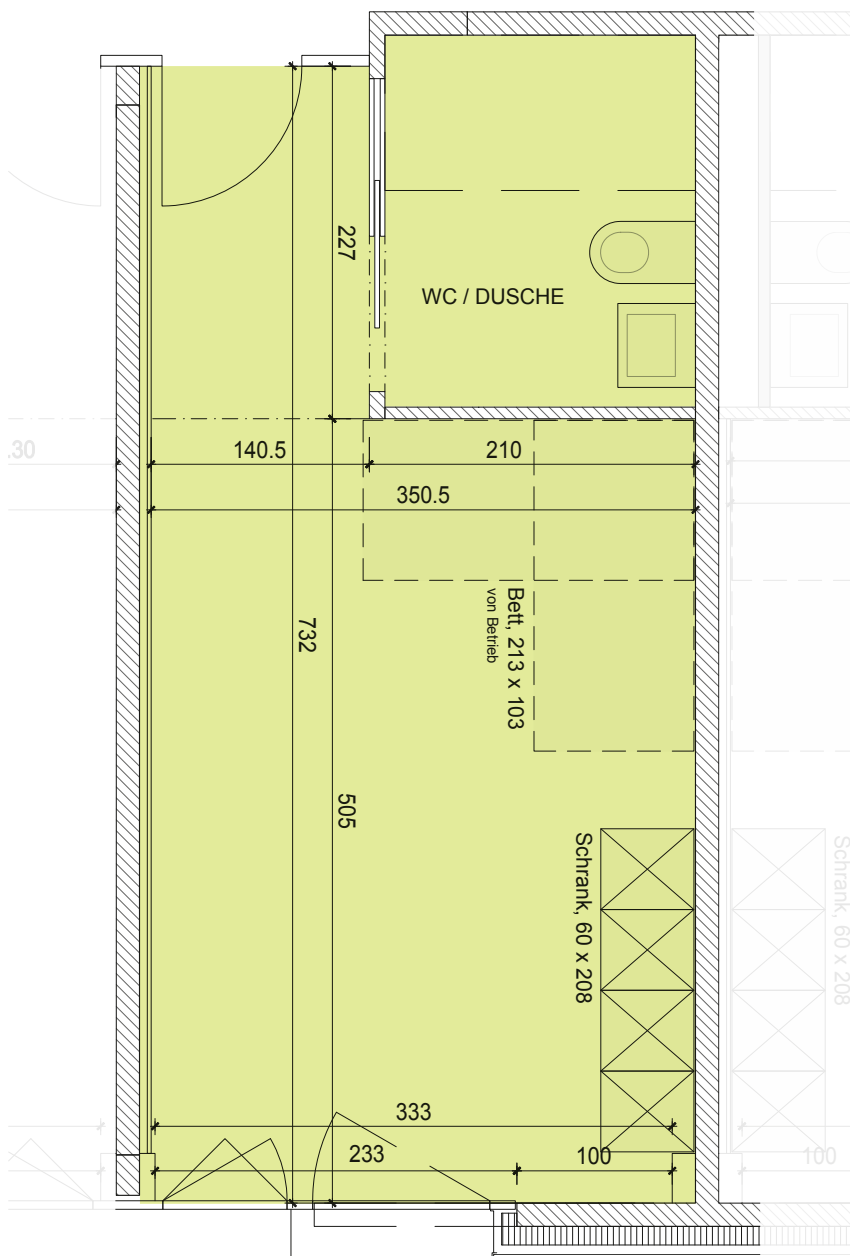 227
WC / DUSCHE
.30
140.5
210
350.5
Bett, 213 x 103
von Betrieb
732
505
Schrank, 60 x 208
Schrank, 60 x 208
333
233
100
100